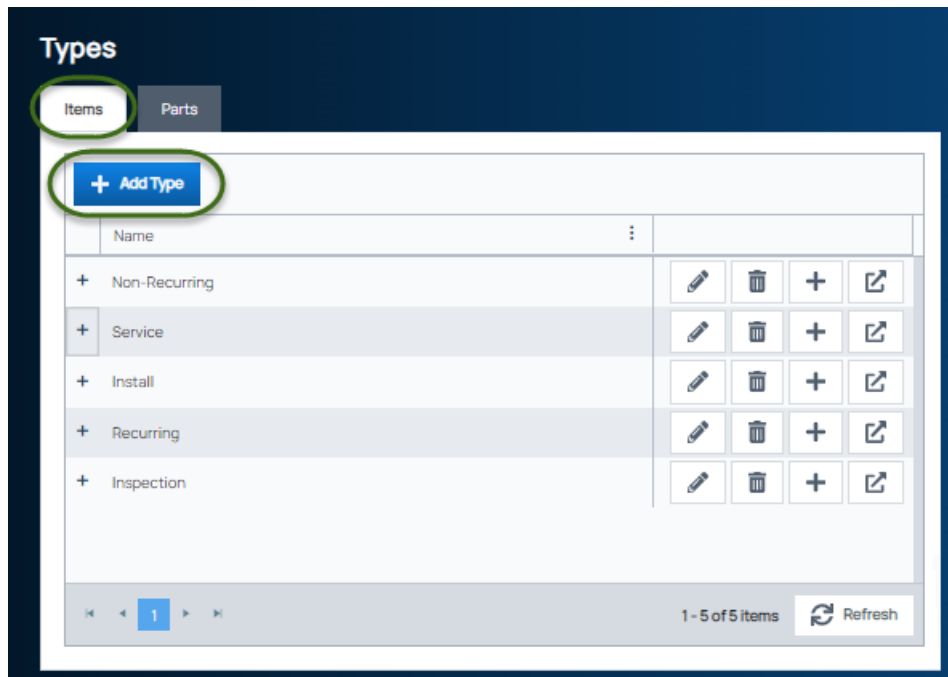 Types
Items Parts
Add Type
Name
Non-Recurring
Service
Install
Recurring
Inspection
1 1 - 5 of 5 items Refresh